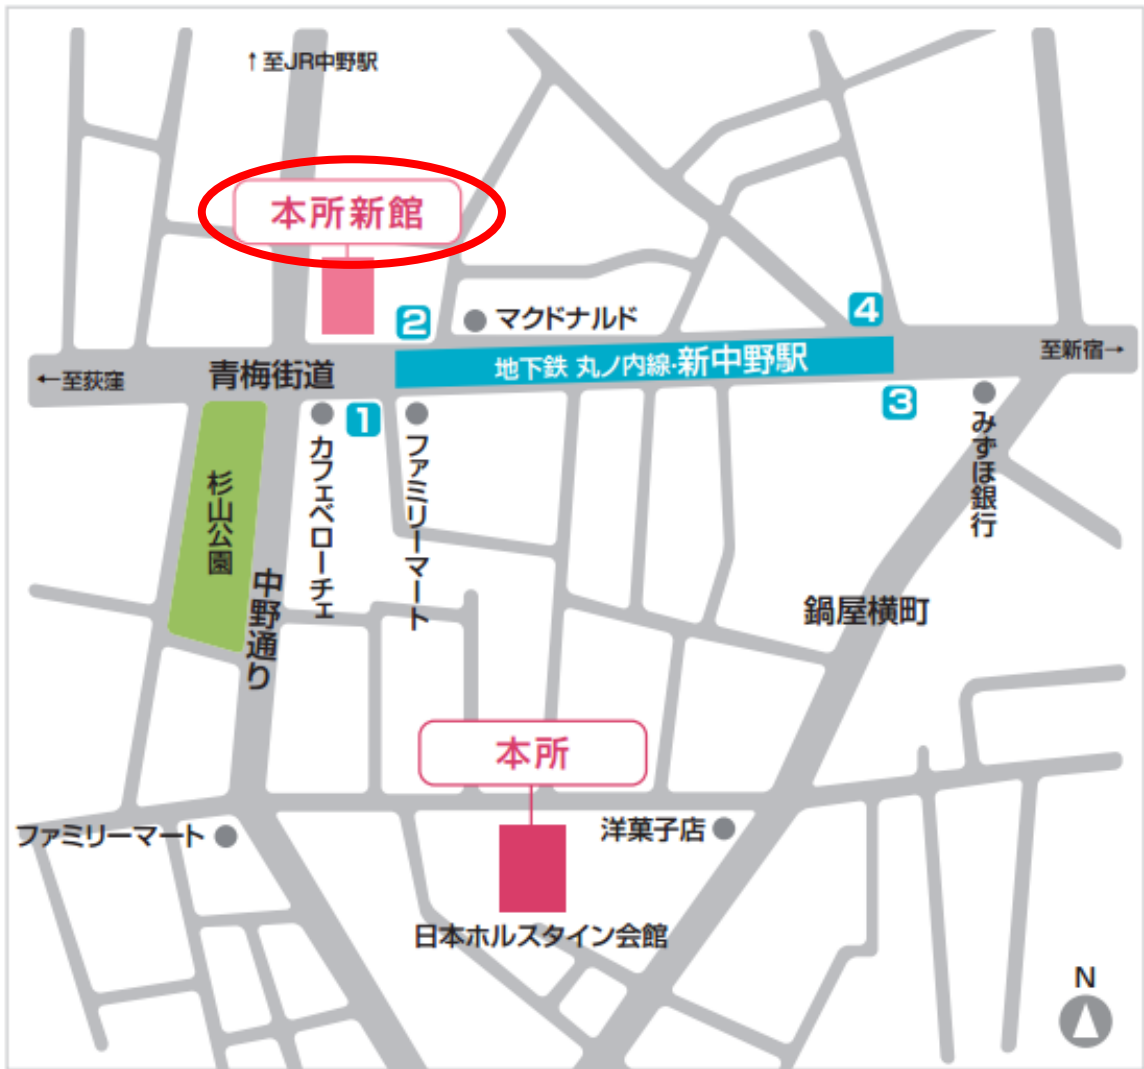 ↑至JR中野駅
本所新館
2
マクドナルド
4
地下鉄 丸ノ内線・新中野駅
至新宿→
←至荻窪
青梅街道
1
3
カフェベローチェ
ファミリーマート
みずほ銀行
杉山公園
中野通り
鍋屋横町
本所
ファミリーマート
洋菓子店
日本ホルスタイン会館
N